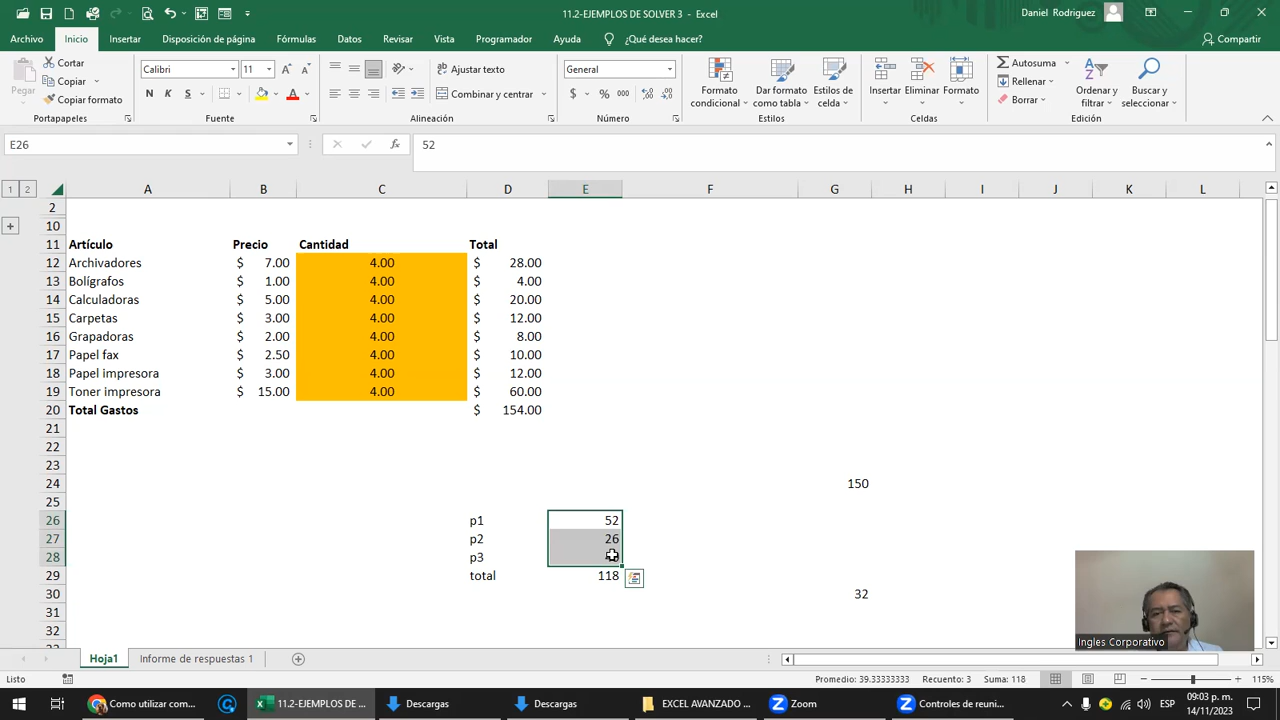 11.2-EJEMPLOS DE SOLVER 3 - Excel
Daniel Rodriguez
Archivo Inicio Insertar Disposición de página Fórmulas Datos Revisar Vista Programador Ayuda ¿Qué desea hacer? Compartir
Pegar
Cortar
Copiar
Copiar formato
Portapapeles
Calibri 11
N K S
Fuente
Ajustar texto
Combinar y centrar
Alineación
General
$ % 000
Número
Formato condicional
Dar formato como tabla
Estilos de celda
Estilos
Insertar Eliminar Formato
Celdas
Autosuma
Rellenar
Borrar
Ordenar y filtrar
Buscar y seleccionar
Edición
E26 fx 52
1 2 A B C D E F G H I J K L
2
10
11 Artículo Precio Cantidad Total
12 Archivadores $ 7.00 4.00 $ 28.00
13 Bolígrafos $ 1.00 4.00 $ 4.00
14 Calculadoras $ 5.00 4.00 $ 20.00
15 Carpetas $ 3.00 4.00 $ 12.00
16 Grapadoras $ 2.00 4.00 $ 8.00
17 Papel fax $ 2.50 4.00 $ 10.00
18 Papel impresora $ 3.00 4.00 $ 12.00
19 Toner impresora $ 15.00 4.00 $ 60.00
20 Total Gastos $ 154.00
21
22
23
24 150
25
26 p1 52
27 p2 26
28 p3
29 total 118
30 32
31
32
Ingles Corporativo
Hoja1 Informe de respuestas 1
Listo Promedio: 39.33333333 Recuento: 3 Suma: 118 115%
Como utilizar com... 11.2-EJEMPLOS DE ... Descargas Descargas EXCEL AVANZADO ... Zoom Controles de reuni... ESP
09:03 p. m.
14/11/2023